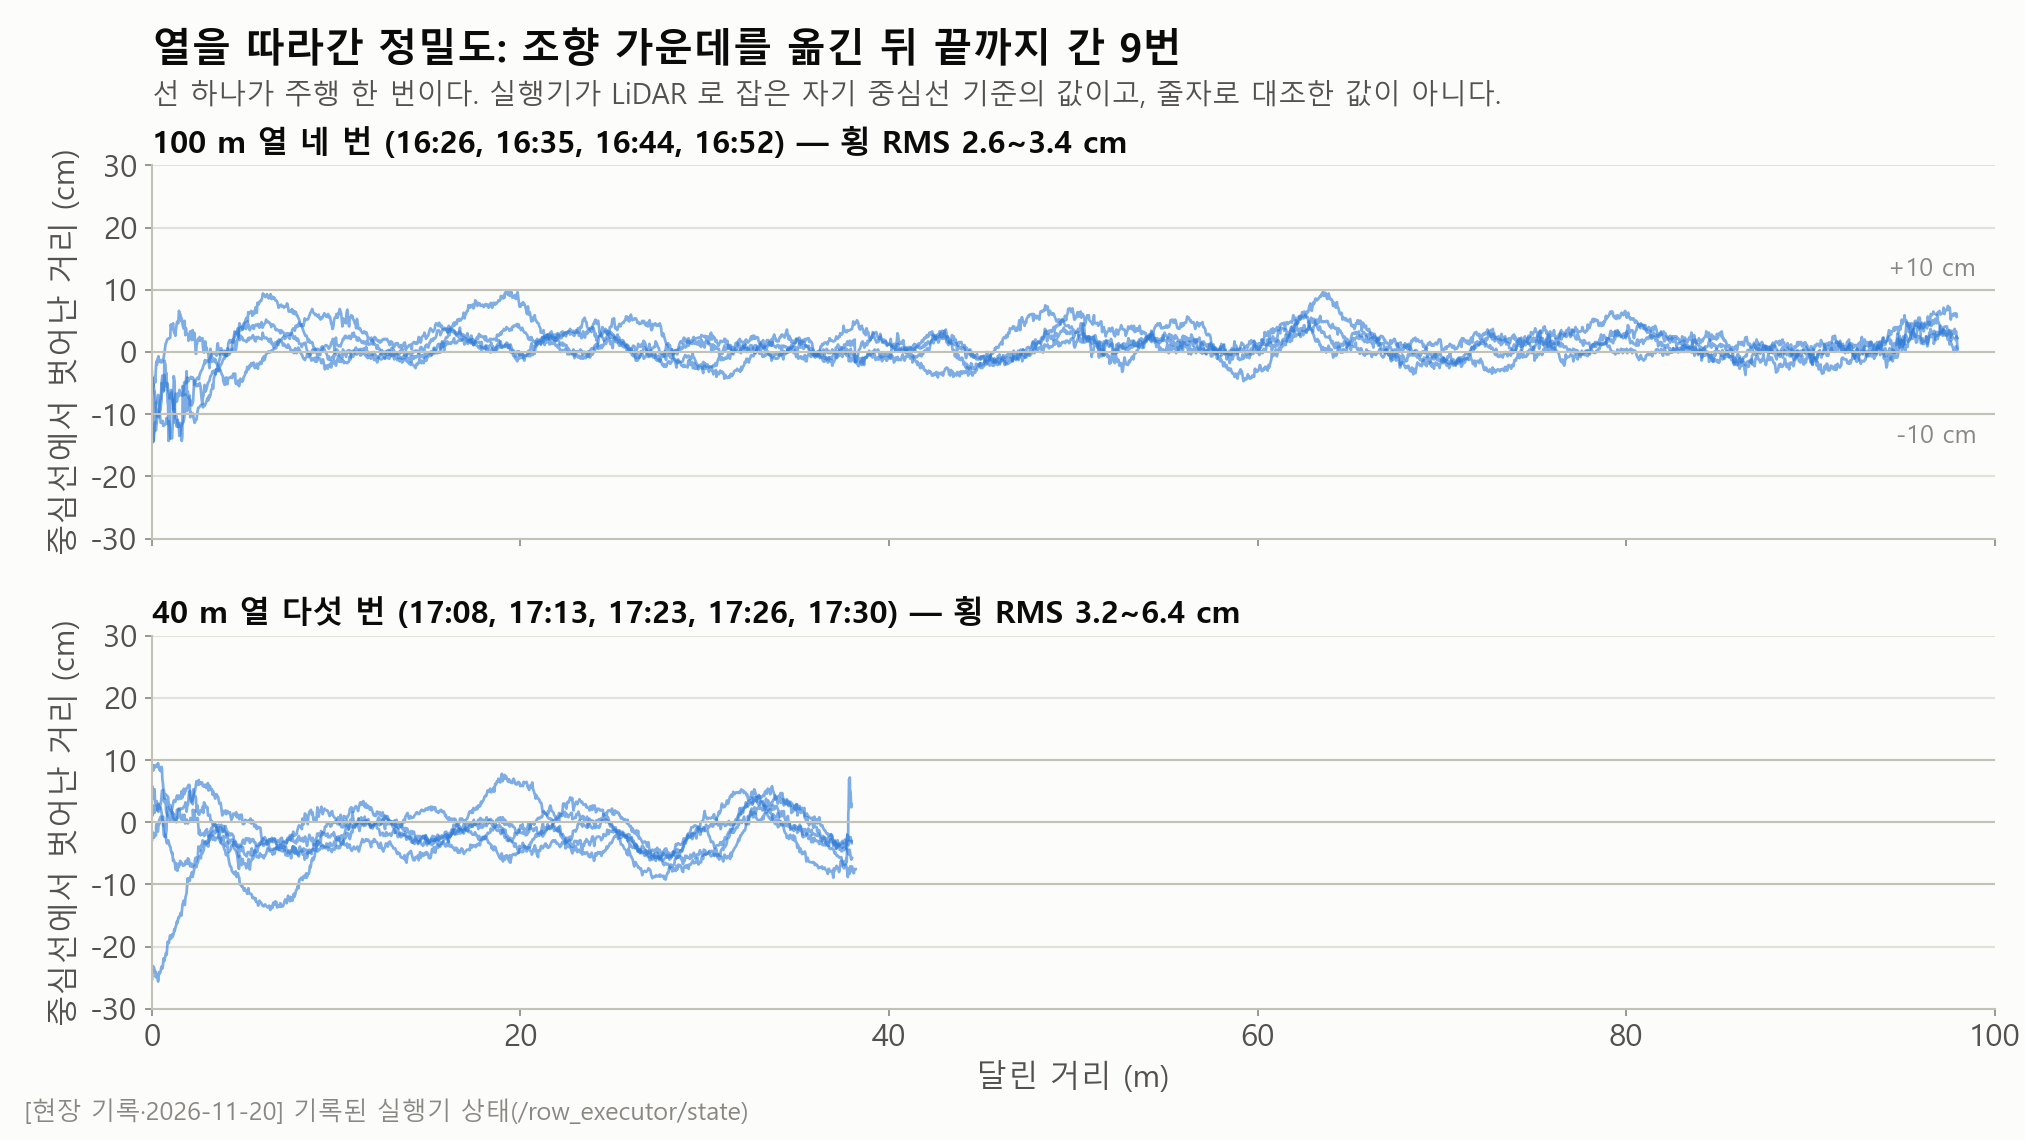 열을 따라간 정밀도: 조향 가운데를 옮긴 뒤 끝까지 간 9번
선 하나가 주행 한 번이다. 실행기가 LiDAR 로 잡은 자기 중심선 기준의 값이고, 줄자로 대조한 값이 아니다.
100 m 열 네 번 (16:26, 16:35, 16:44, 16:52) — 횡 RMS 2.6~3.4 cm
중심선에서 벗어난 거리 (cm)
30
20
10
0
-10
-20
-30
+10 cm
-10 cm
40 m 열 다섯 번 (17:08, 17:13, 17:23, 17:26, 17:30) — 횡 RMS 3.2~6.4 cm
중심선에서 벗어난 거리 (cm)
30
20
10
0
-10
-20
-30
0 20 40 60 80 100
달린 거리 (m)
[현장 기록·2026-11-20] 기록된 실행기 상태(/row_executor/state)